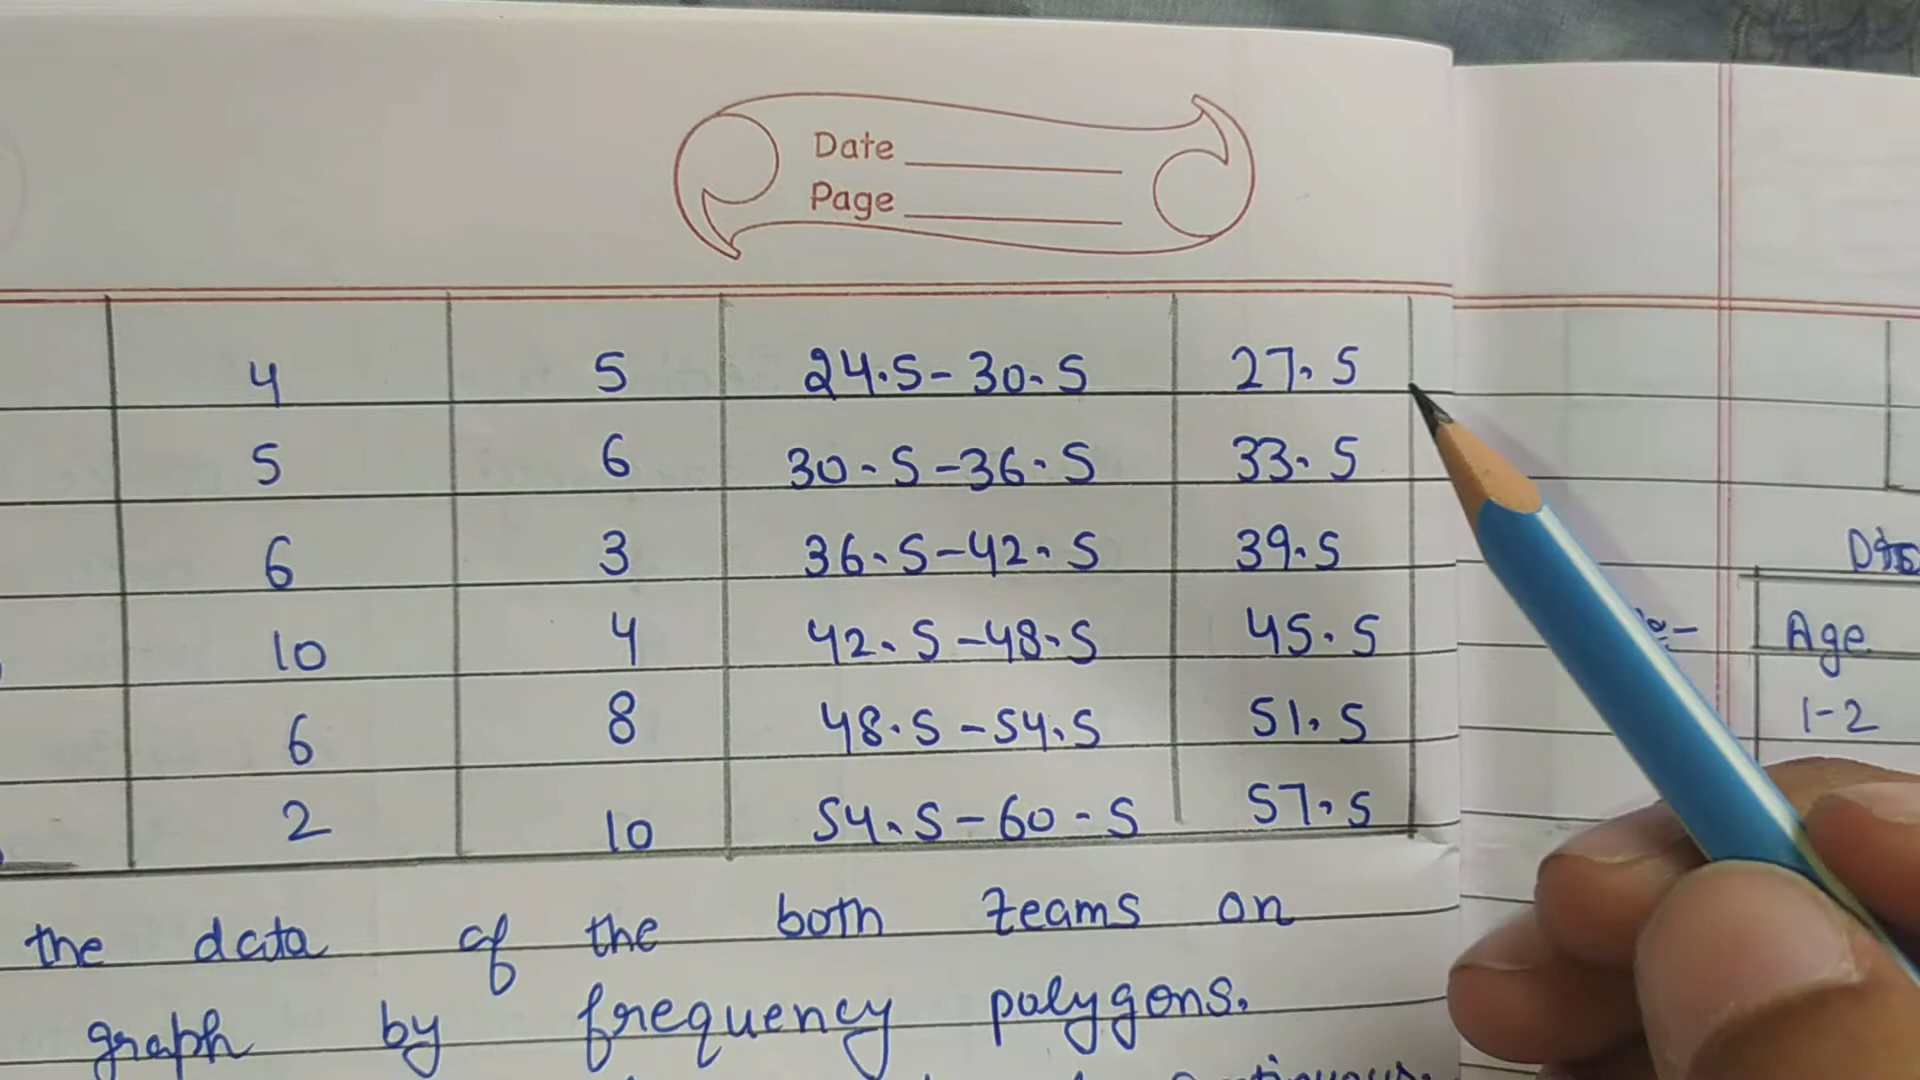 Date
Page
4 5 24.5-30.5 27.5
5 6 30.5-36.5 33.5
6 3 36.5-42.5 39.5
10 4 42.5-48.5 45.5
6 8 48.5-54.5 51.5
2 10 54.5-60.5 57.5
the data of the both teams on
graph by frequency polygons.
Age
1-2